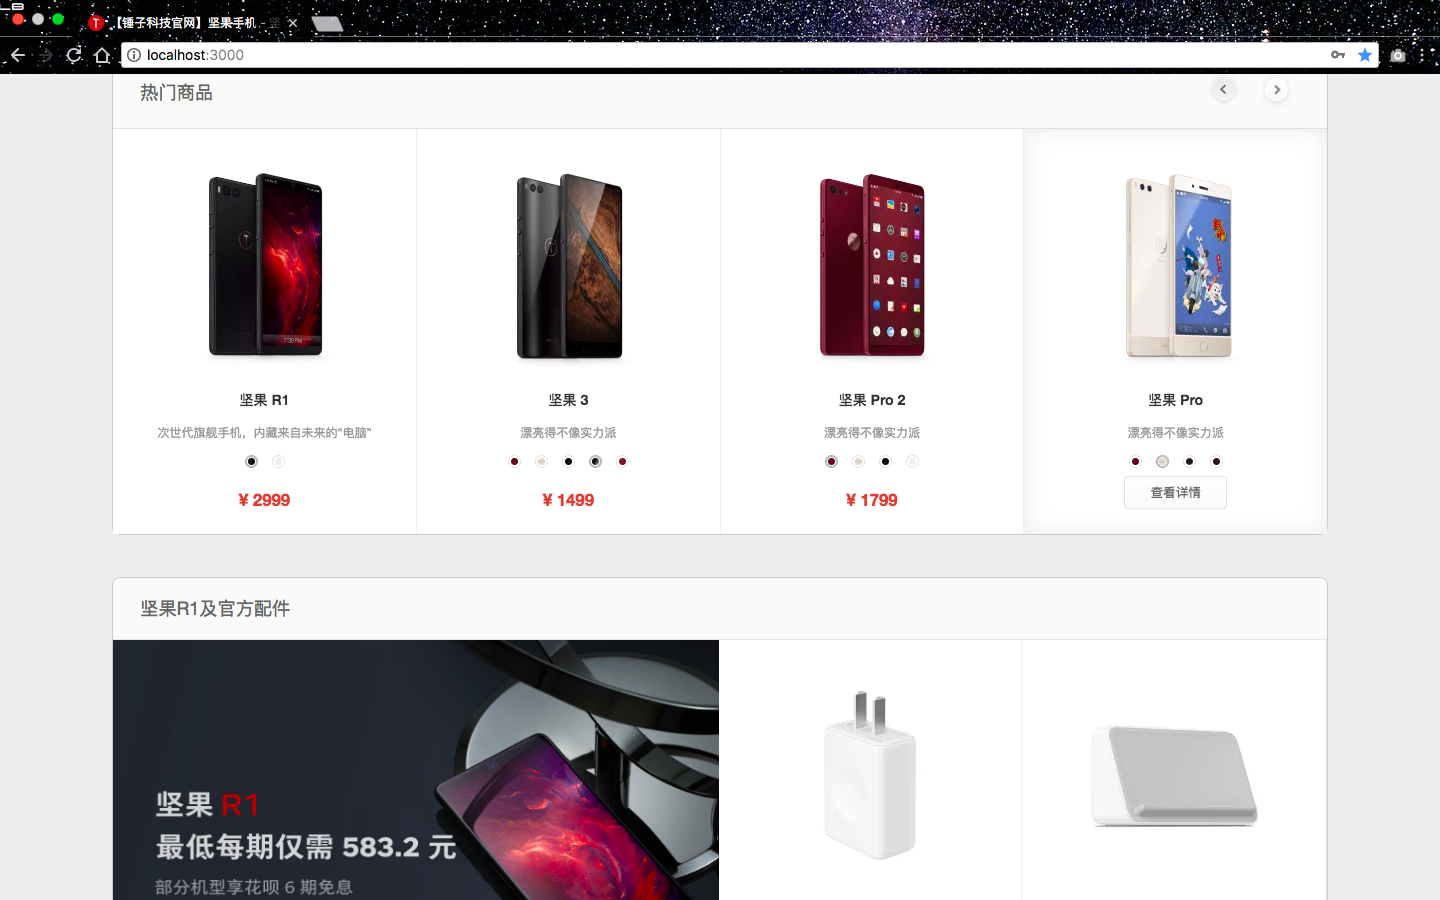 【锤子科技官网】坚果手机 - 坚
localhost:3000
热门商品
坚果 R1
次世代旗舰手机，内藏来自未来的“电脑”
¥ 2999
坚果 3
漂亮得不像实力派
¥ 1499
坚果 Pro 2
漂亮得不像实力派
¥ 1799
坚果 Pro
漂亮得不像实力派
查看详情
坚果R1及官方配件
坚果 R1
最低每期仅需 583.2 元
部分机型享花呗 6 期免息